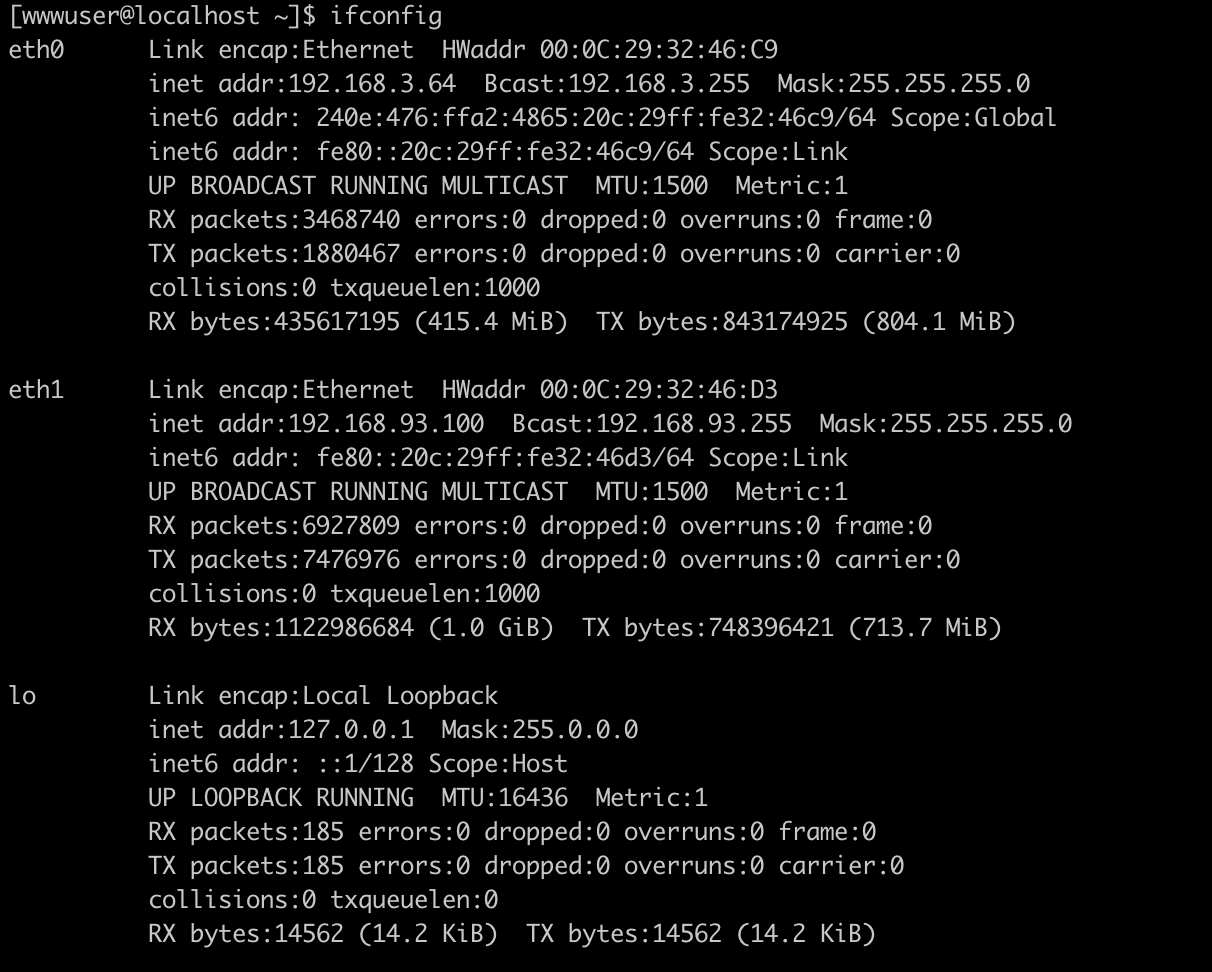 [wwwuser@localhost ~]$ ifconfig
eth0      Link encap:Ethernet  HWaddr 00:0C:29:32:46:C9
          inet addr:192.168.3.64  Bcast:192.168.3.255  Mask:255.255.255.0
          inet6 addr: 240e:476:ffa2:4865:20c:29ff:fe32:46c9/64 Scope:Global
          inet6 addr: fe80::20c:29ff:fe32:46c9/64 Scope:Link
          UP BROADCAST RUNNING MULTICAST  MTU:1500  Metric:1
          RX packets:3468740 errors:0 dropped:0 overruns:0 frame:0
          TX packets:1880467 errors:0 dropped:0 overruns:0 carrier:0
          collisions:0 txqueuelen:1000
          RX bytes:435617195 (415.4 MiB)  TX bytes:843174925 (804.1 MiB)

eth1      Link encap:Ethernet  HWaddr 00:0C:29:32:46:D3
          inet addr:192.168.93.100  Bcast:192.168.93.255  Mask:255.255.255.0
          inet6 addr: fe80::20c:29ff:fe32:46d3/64 Scope:Link
          UP BROADCAST RUNNING MULTICAST  MTU:1500  Metric:1
          RX packets:6927809 errors:0 dropped:0 overruns:0 frame:0
          TX packets:7476976 errors:0 dropped:0 overruns:0 carrier:0
          collisions:0 txqueuelen:1000
          RX bytes:1122986684 (1.0 GiB)  TX bytes:748396421 (713.7 MiB)

lo        Link encap:Local Loopback
          inet addr:127.0.0.1  Mask:255.0.0.0
          inet6 addr: ::1/128 Scope:Host
          UP LOOPBACK RUNNING  MTU:16436  Metric:1
          RX packets:185 errors:0 dropped:0 overruns:0 frame:0
          TX packets:185 errors:0 dropped:0 overruns:0 carrier:0
          collisions:0 txqueuelen:0
          RX bytes:14562 (14.2 KiB)  TX bytes:14562 (14.2 KiB)